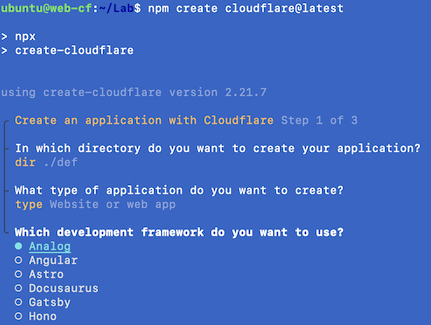 ubuntu@web-cf:~/Lab$ npm create cloudflare@latest
> npx
> create-cloudflare
using create-cloudflare version 2.21.7
Create an application with Cloudflare Step 1 of 3
In which directory do you want to create your application?
dir ./def
What type of application do you want to create?
type Website or web app
Which development framework do you want to use?
● Analog
○ Angular
○ Astro
○ Docusaurus
○ Gatsby
○ Hono